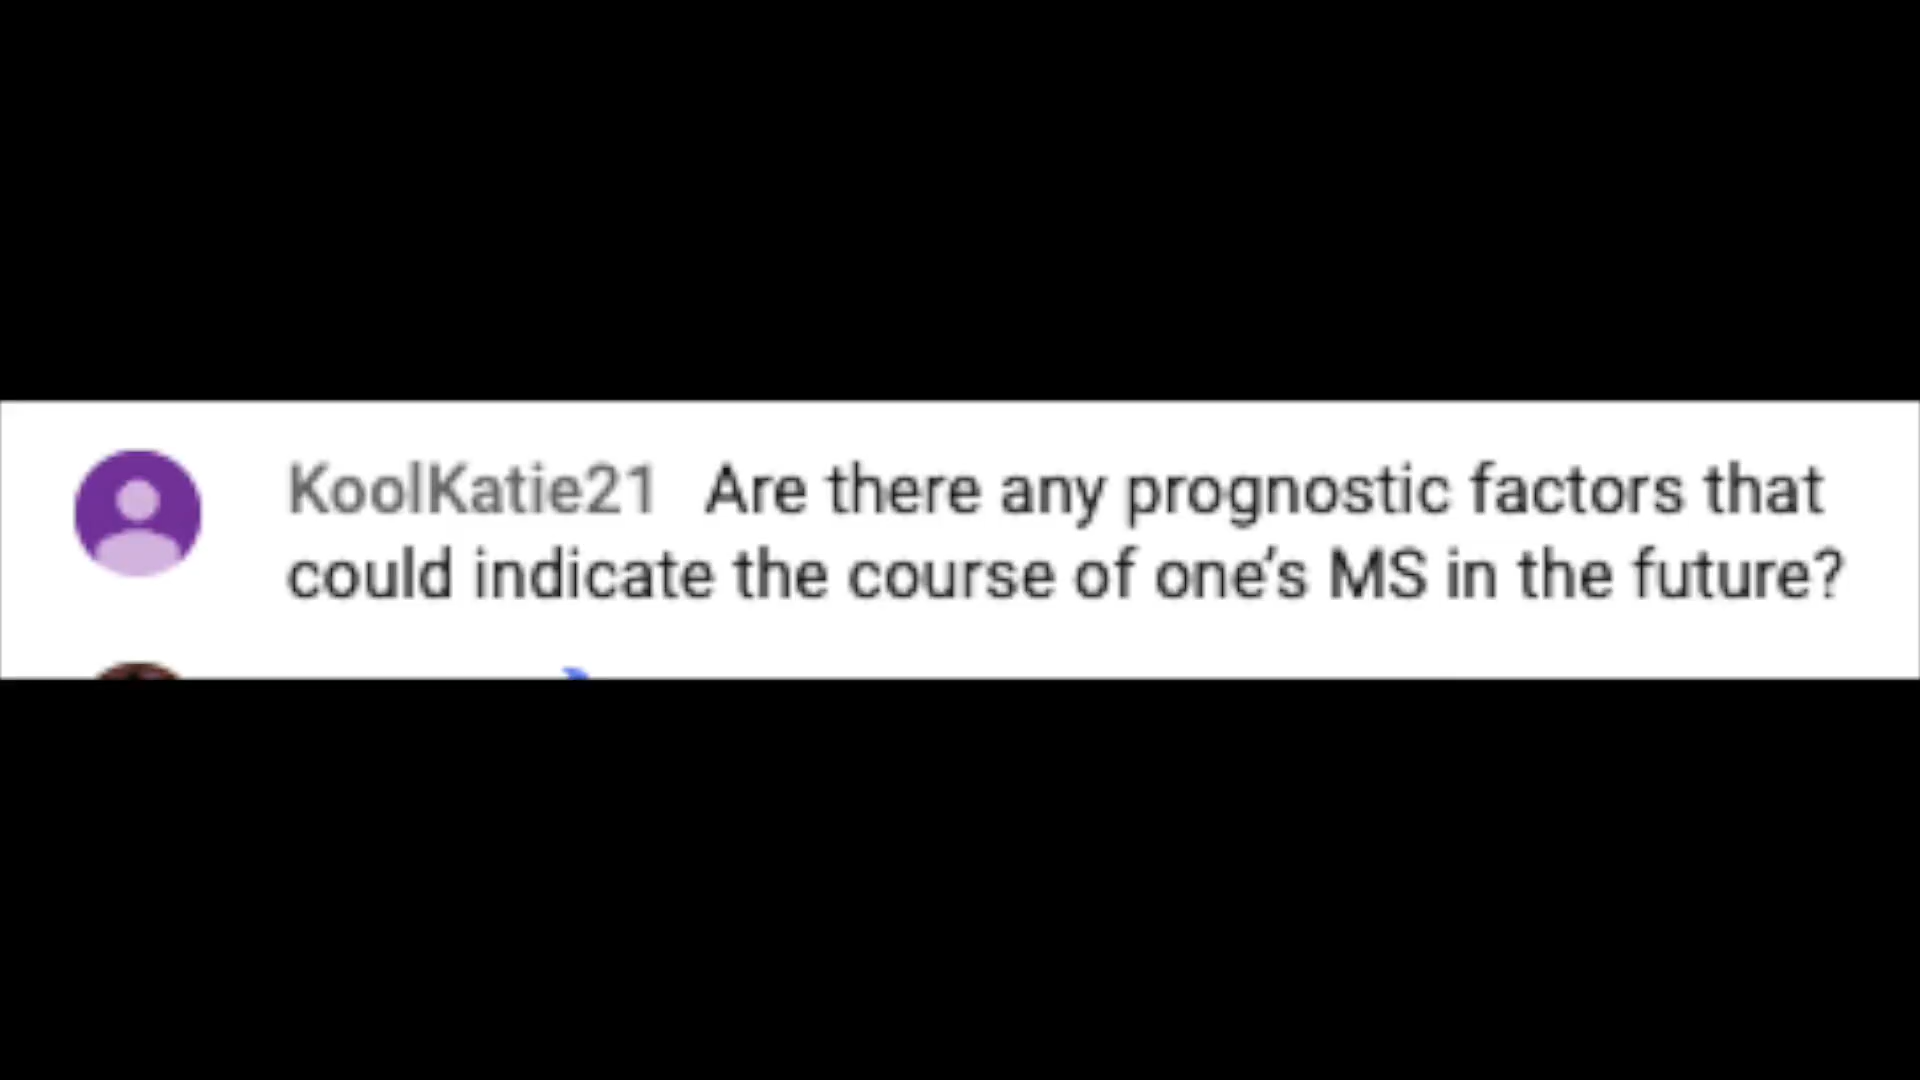 KoolKatie21 Are there any prognostic factors that
could indicate the course of one’s MS in the future?